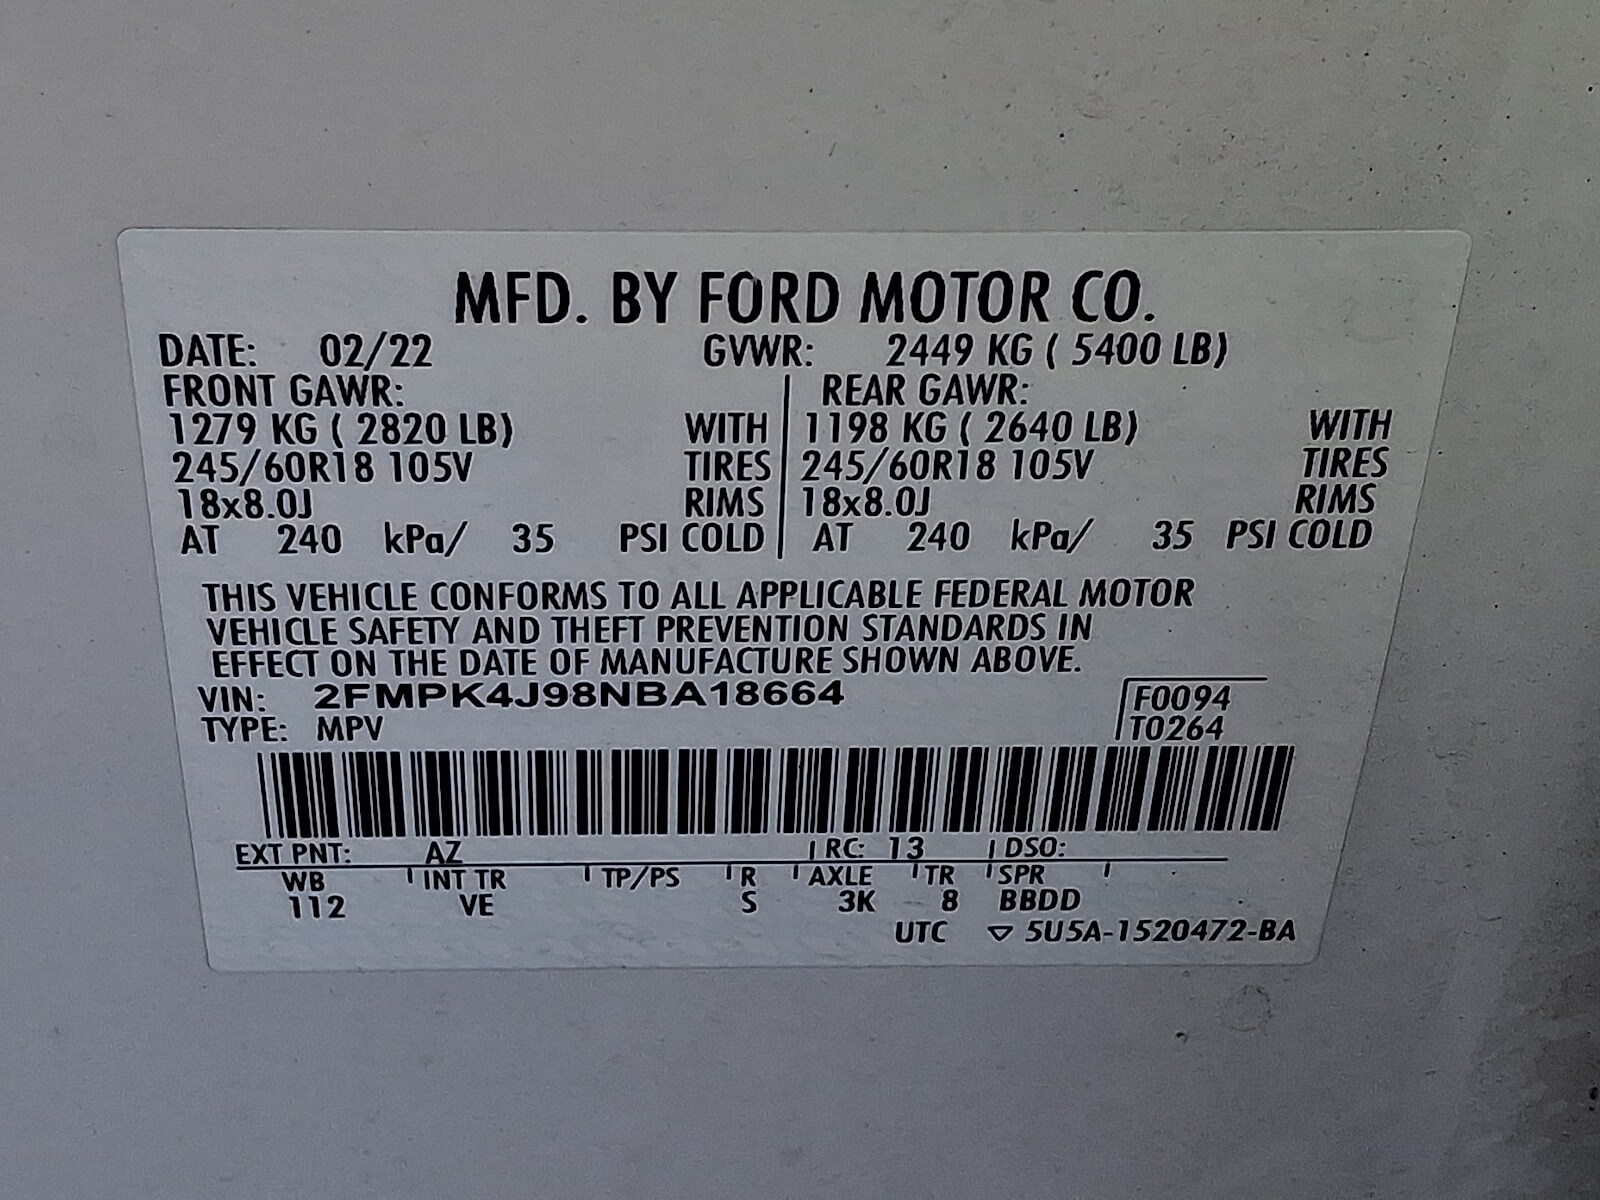 MFD. BY FORD MOTOR CO.
DATE: 02/22 GVWR: 2449 KG ( 5400 LB)
FRONT GAWR: REAR GAWR:
1279 KG ( 2820 LB) WITH 1198 KG ( 2640 LB) WITH
245/60R18 105V TIRES 245/60R18 105V TIRES
18x8.0J RIMS 18x8.0J RIMS
AT 240 kPa/ 35 PSI COLD AT 240 kPa/ 35 PSI COLD
THIS VEHICLE CONFORMS TO ALL APPLICABLE FEDERAL MOTOR
VEHICLE SAFETY AND THEFT PREVENTION STANDARDS IN
EFFECT ON THE DATE OF MANUFACTURE SHOWN ABOVE.
VIN: 2FMPK4J98NBA18664 F0094
TYPE: MPV T0264
EXT PNT: AZ RC: 13 DSO:
WB INT TR TP/PS R AXLE TR SPR
112 VE S 3K 8 BBDD
UTC ▽ 5U5A-1520472-BA